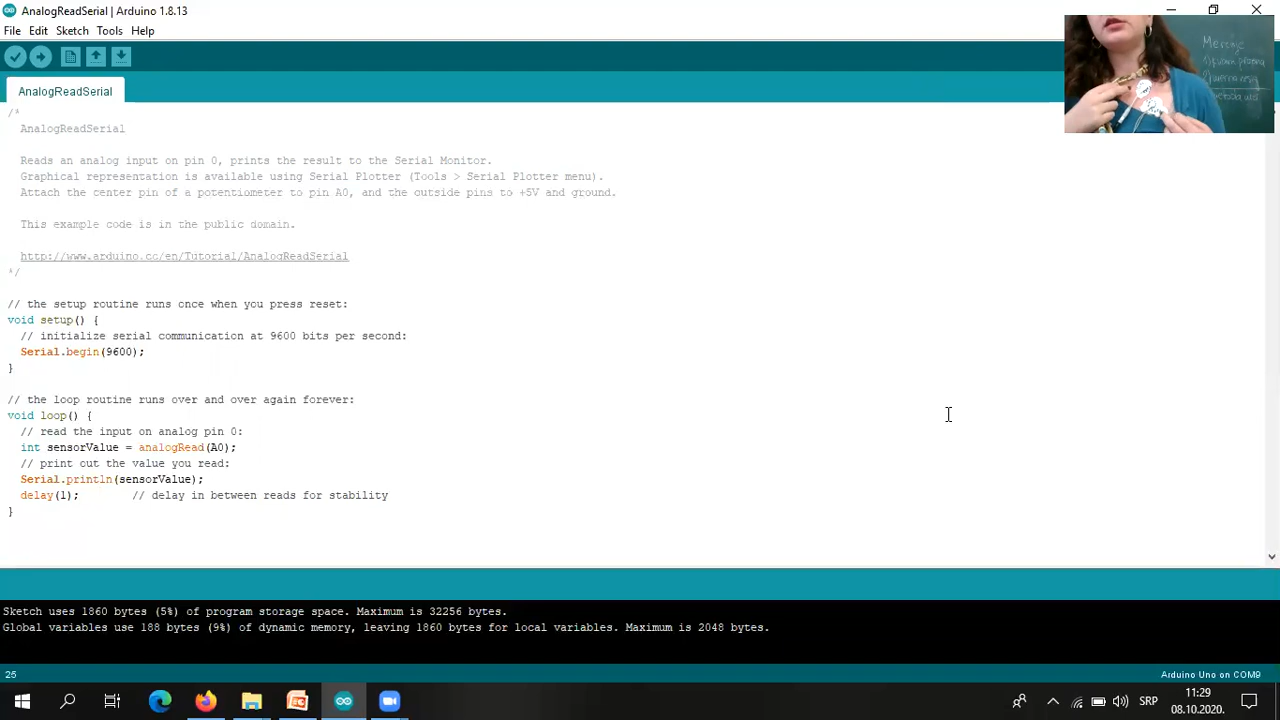 AnalogReadSerial | Arduino 1.8.13
File Edit Sketch Tools Help
AnalogReadSerial
/*
AnalogReadSerial
Reads an analog input on pin 0, prints the result to the Serial Monitor.
Graphical representation is available using Serial Plotter (Tools > Serial Plotter menu).
Attach the center pin of a potentiometer to pin A0, and the outside pins to +5V and ground.
This example code is in the public domain.
http://www.arduino.cc/en/Tutorial/AnalogReadSerial
*/
// the setup routine runs once when you press reset:
void setup() {
// initialize serial communication at 9600 bits per second:
Serial.begin(9600);
}
// the loop routine runs over and over again forever:
void loop() {
// read the input on analog pin 0:
int sensorValue = analogRead(A0);
// print out the value you read:
Serial.println(sensorValue);
delay(1);        // delay in between reads for stability
}
Sketch uses 1860 bytes (5%) of program storage space. Maximum is 32256 bytes.
Global variables use 188 bytes (9%) of dynamic memory, leaving 1860 bytes for local variables. Maximum is 2048 bytes.
25
Arduino Uno on COM9
SRP
11:29
08.10.2020.